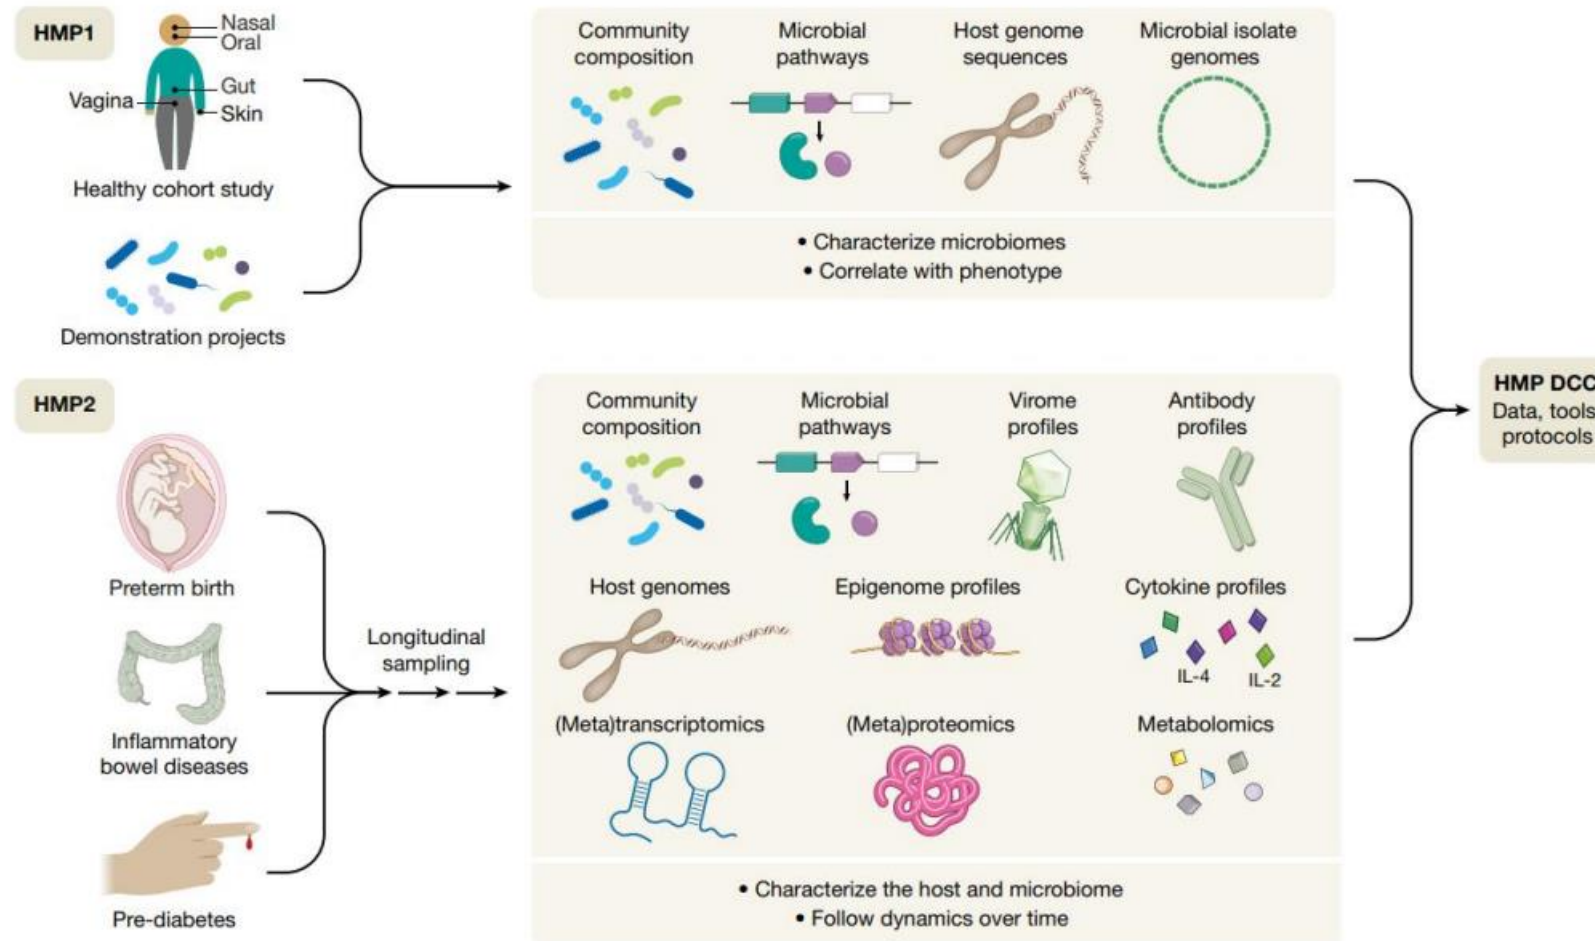 HMP1
Nasal
Oral
Gut
Vagina
Skin
Healthy cohort study
Demonstration projects
Community
composition
Microbial
pathways
Host genome
sequences
Microbial isolate
genomes
• Characterize microbiomes
• Correlate with phenotype
HMP2
Preterm birth
Inflammatory
bowel diseases
Pre-diabetes
Longitudinal
sampling
Community
composition
Microbial
pathways
Virome
profiles
Antibody
profiles
Host genomes
Epigenome profiles
Cytokine profiles
IL-4
IL-2
(Meta)transcriptomics
(Meta)proteomics
Metabolomics
• Characterize the host and microbiome
• Follow dynamics over time
HMP DCC
Data, tools
protocols